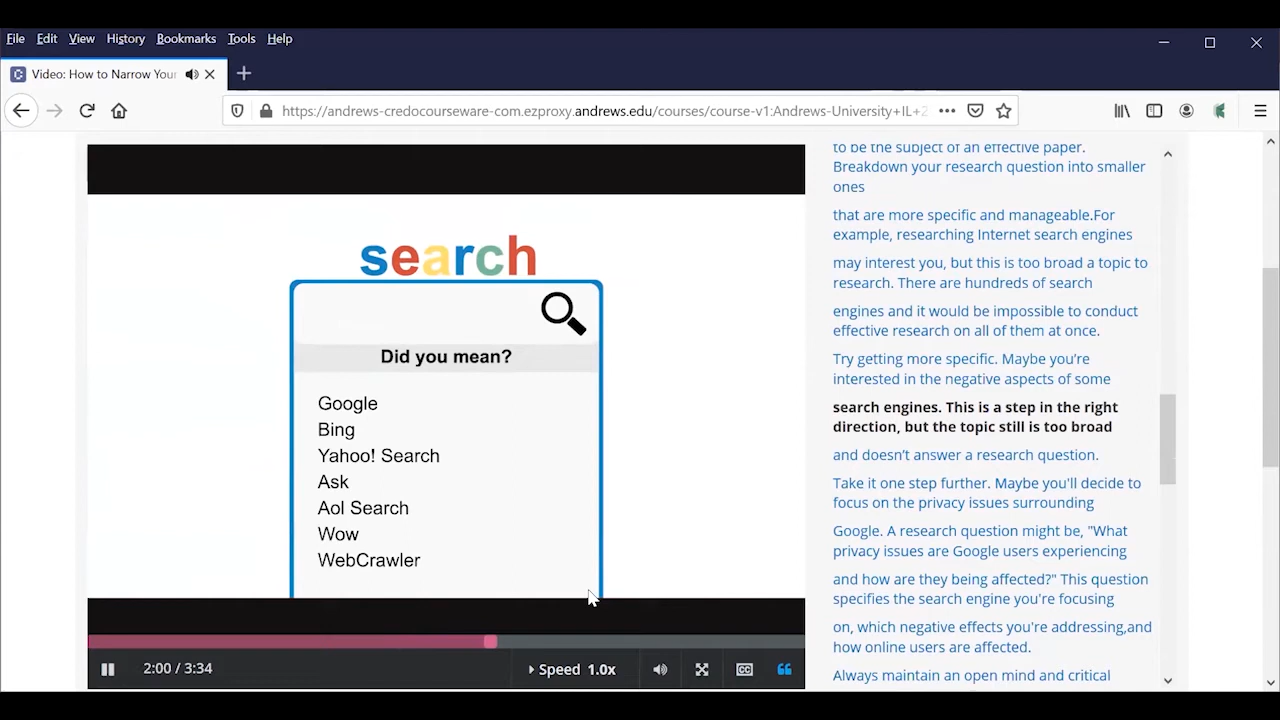 File Edit View History Bookmarks Tools Help
Video: How to Narrow Your
https://andrews-credocourseware-com.ezproxy.andrews.edu/courses/course-v1:Andrews-University+IL+2
search
Did you mean?
Google
Bing
Yahoo! Search
Ask
Aol Search
Wow
WebCrawler
2:00 / 3:34
Speed 1.0x
CC
to be the subject of an effective paper.
Breakdown your research question into smaller
ones
that are more specific and manageable.For
example, researching Internet search engines
may interest you, but this is too broad a topic to
research. There are hundreds of search
engines and it would be impossible to conduct
effective research on all of them at once.
Try getting more specific. Maybe you’re
interested in the negative aspects of some
search engines. This is a step in the right
direction, but the topic still is too broad
and doesn’t answer a research question.
Take it one step further. Maybe you'll decide to
focus on the privacy issues surrounding
Google. A research question might be, "What
privacy issues are Google users experiencing
and how are they being affected?" This question
specifies the search engine you're focusing
on, which negative effects you're addressing,and
how online users are affected.
Always maintain an open mind and critical